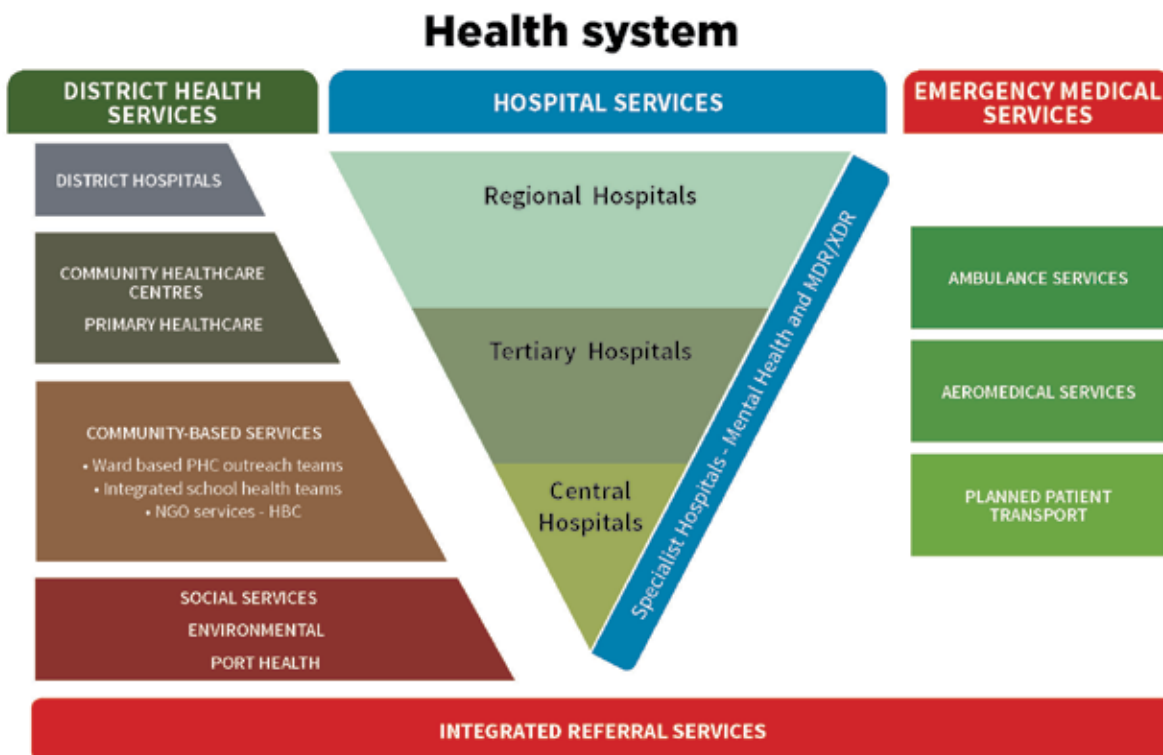 Health system
DISTRICT HEALTH
SERVICES
HOSPITAL SERVICES
EMERGENCY MEDICAL
SERVICES
DISTRICT HOSPITALS
COMMUNITY HEALTHCARE
CENTRES
PRIMARY HEALTHCARE
COMMUNITY-BASED SERVICES
• Ward based PHC outreach teams
• Integrated school health teams
• NGO services - HBC
SOCIAL SERVICES
ENVIRONMENTAL
PORT HEALTH
Regional Hospitals
Tertiary Hospitals
Central
Hospitals
Specialist Hospitals - Mental Health and MDR/XDR
AMBULANCE SERVICES
AEROMEDICAL SERVICES
PLANNED PATIENT
TRANSPORT
INTEGRATED REFERRAL SERVICES